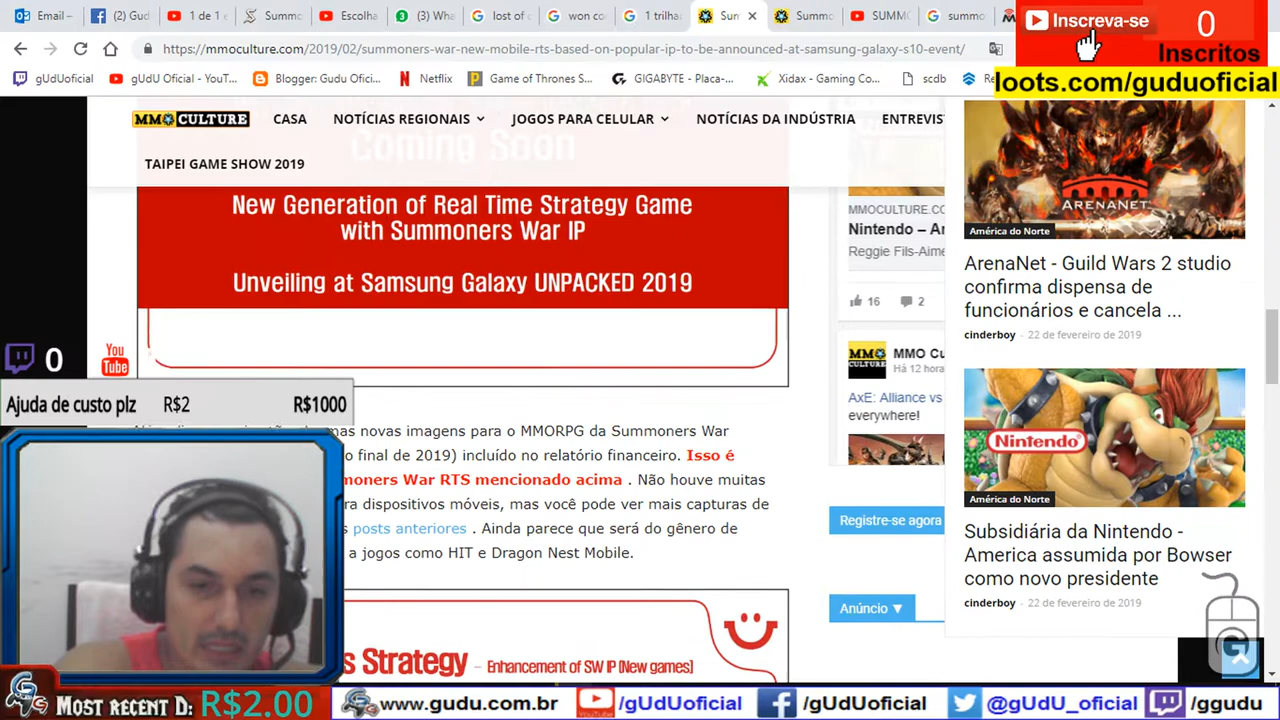 Email –
(2) Gud
1 de 1 e
Summo
Escolha
(3) Wha
lost of c
won co
1 trilha
Sum
Summo
SUMMO
summo
https://mmoculture.com/2019/02/summoners-war-new-mobile-rts-based-on-popular-ip-to-be-announced-at-samsung-galaxy-s10-event/
gUdUoficial
gUdU Oficial - YouT...
Blogger: Gudu Ofici...
Netflix
Game of Thrones S...
GIGABYTE - Placa-...
Xidax - Gaming Co...
scdb
Inscreva-se
0
Inscritos
loots.com/guduoficial
MMO CULTURE
CASA
NOTÍCIAS REGIONAIS
JOGOS PARA CELULAR
NOTÍCIAS DA INDÚSTRIA
ENTREVIS
TAIPEI GAME SHOW 2019
Coming Soon
New Generation of Real Time Strategy Game
with Summoners War IP
Unveiling at Samsung Galaxy UNPACKED 2019
MMOCULTURE.CO
Nintendo – Ar
Reggie Fils-Aime
16
2
MMO Cu
Há 12 hora
AxE: Alliance vs
everywhere!
ARENANET
América do Norte
ArenaNet - Guild Wars 2 studio
confirma dispensa de
funcionários e cancela ...
cinderboy - 22 de fevereiro de 2019
Nintendo
América do Norte
Subsidiária da Nintendo -
America assumida por Bowser
como novo presidente
cinderboy - 22 de fevereiro de 2019
0
You
Tube
Ajuda de custo plz R$2 R$1000
mas novas imagens para o MMORPG da Summoners War
o final de 2019) incluído no relatório financeiro. Isso é
moners War RTS mencionado acima . Não houve muitas
ra dispositivos móveis, mas você pode ver mais capturas de
s posts anteriores . Ainda parece que será do gênero de
a jogos como HIT e Dragon Nest Mobile.
Registre-se agora
Anúncio ▼
s Strategy – Enhancement of SW IP [New games]
MOST RECENT D: R$2.00
www.gudu.com.br
YouTube
/gUdUoficial
/gUdUoficial
@gUdU_oficial
/ggudu